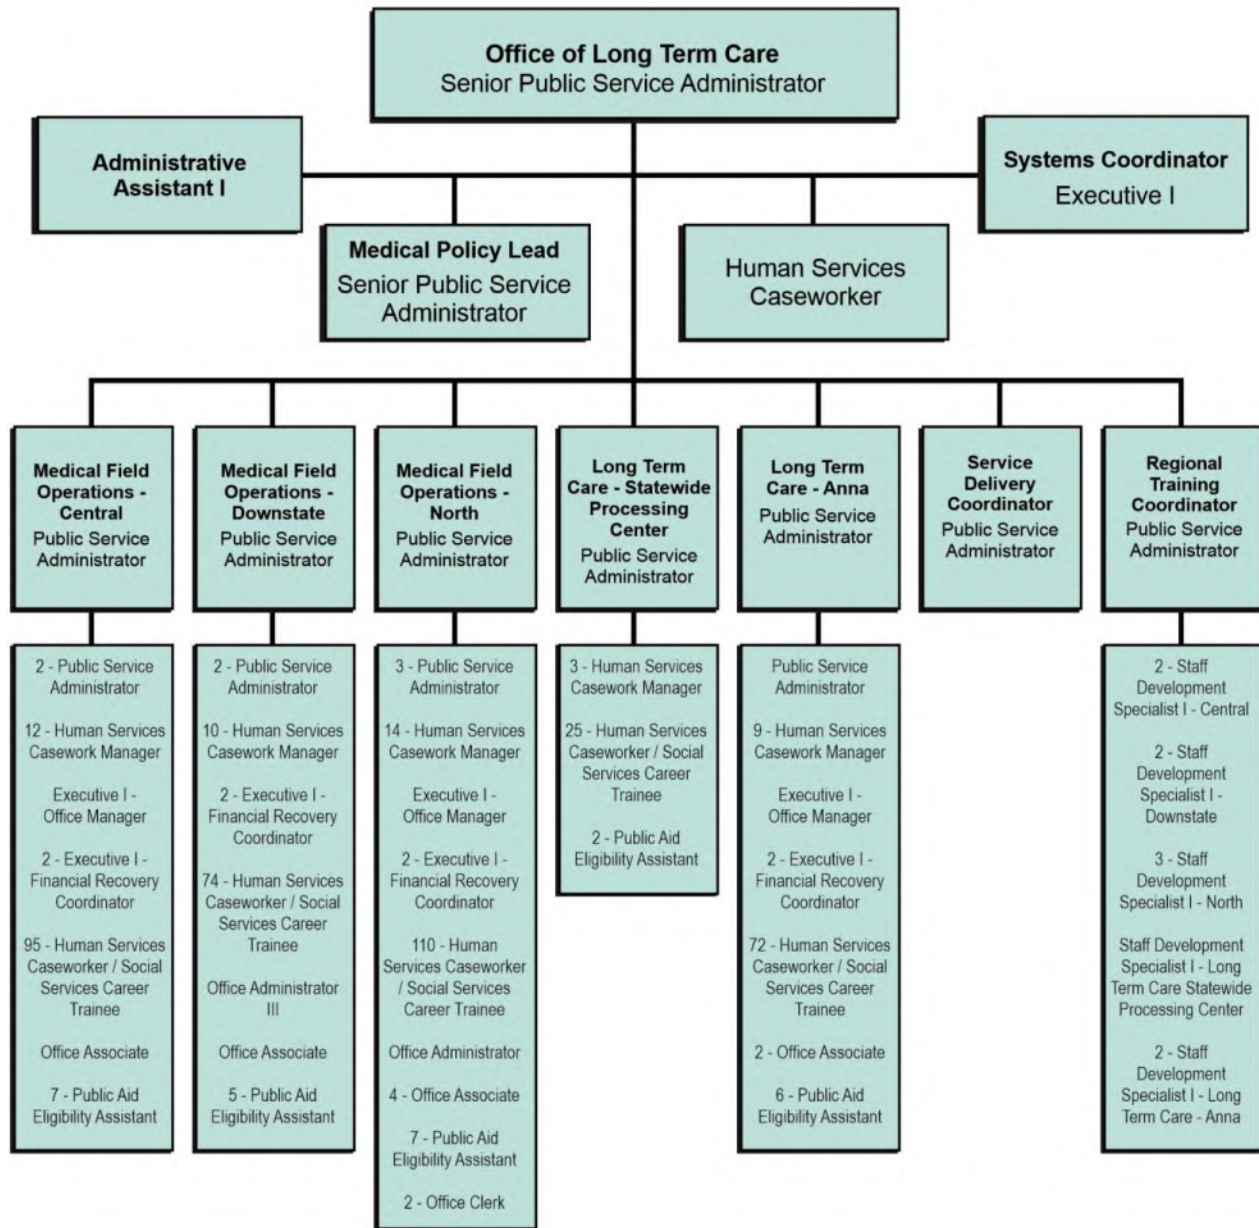 Office of Long Term Care
Senior Public Service Administrator
Administrative
Assistant I
Systems Coordinator
Executive I
Medical Policy Lead
Senior Public Service
Administrator
Human Services
Caseworker
Medical Field
Operations -
Central
Public Service
Administrator
Medical Field
Operations -
Downstate
Public Service
Administrator
Medical Field
Operations -
North
Public Service
Administrator
Long Term
Care - Statewide
Processing
Center
Public Service
Administrator
Long Term
Care - Anna
Public Service
Administrator
Service
Delivery
Coordinator
Public Service
Administrator
Regional
Training
Coordinator
Public Service
Administrator
2 - Public Service
Administrator
12 - Human Services
Casework Manager
Executive I -
Office Manager
2 - Executive I -
Financial Recovery
Coordinator
95 - Human Services
Caseworker / Social
Services Career
Trainee
Office Associate
7 - Public Aid
Eligibility Assistant
2 - Public Service
Administrator
10 - Human Services
Casework Manager
2 - Executive I -
Financial Recovery
Coordinator
74 - Human Services
Caseworker / Social
Services Career
Trainee
Office Administrator
III
Office Associate
5 - Public Aid
Eligibility Assistant
3 - Public Service
Administrator
14 - Human Services
Casework Manager
Executive I -
Office Manager
2 - Executive I -
Financial Recovery
Coordinator
110 - Human
Services Caseworker
/ Social Services
Career Trainee
Office Administrator
4 - Office Associate
7 - Public Aid
Eligibility Assistant
2 - Office Clerk
3 - Human Services
Casework Manager
25 - Human Services
Caseworker / Social
Services Career
Trainee
2 - Public Aid
Eligibility Assistant
Public Service
Administrator
9 - Human Services
Casework Manager
Executive I -
Office Manager
2 - Executive I -
Financial Recovery
Coordinator
72 - Human Services
Caseworker / Social
Services Career
Trainee
2 - Office Associate
6 - Public Aid
Eligibility Assistant
2 - Staff
Development
Specialist I - Central
2 - Staff
Development
Specialist I -
Downstate
3 - Staff
Development
Specialist I - North
Staff Development
Specialist I - Long
Term Care Statewide
Processing Center
2 - Staff
Development
Specialist I - Long
Term Care - Anna